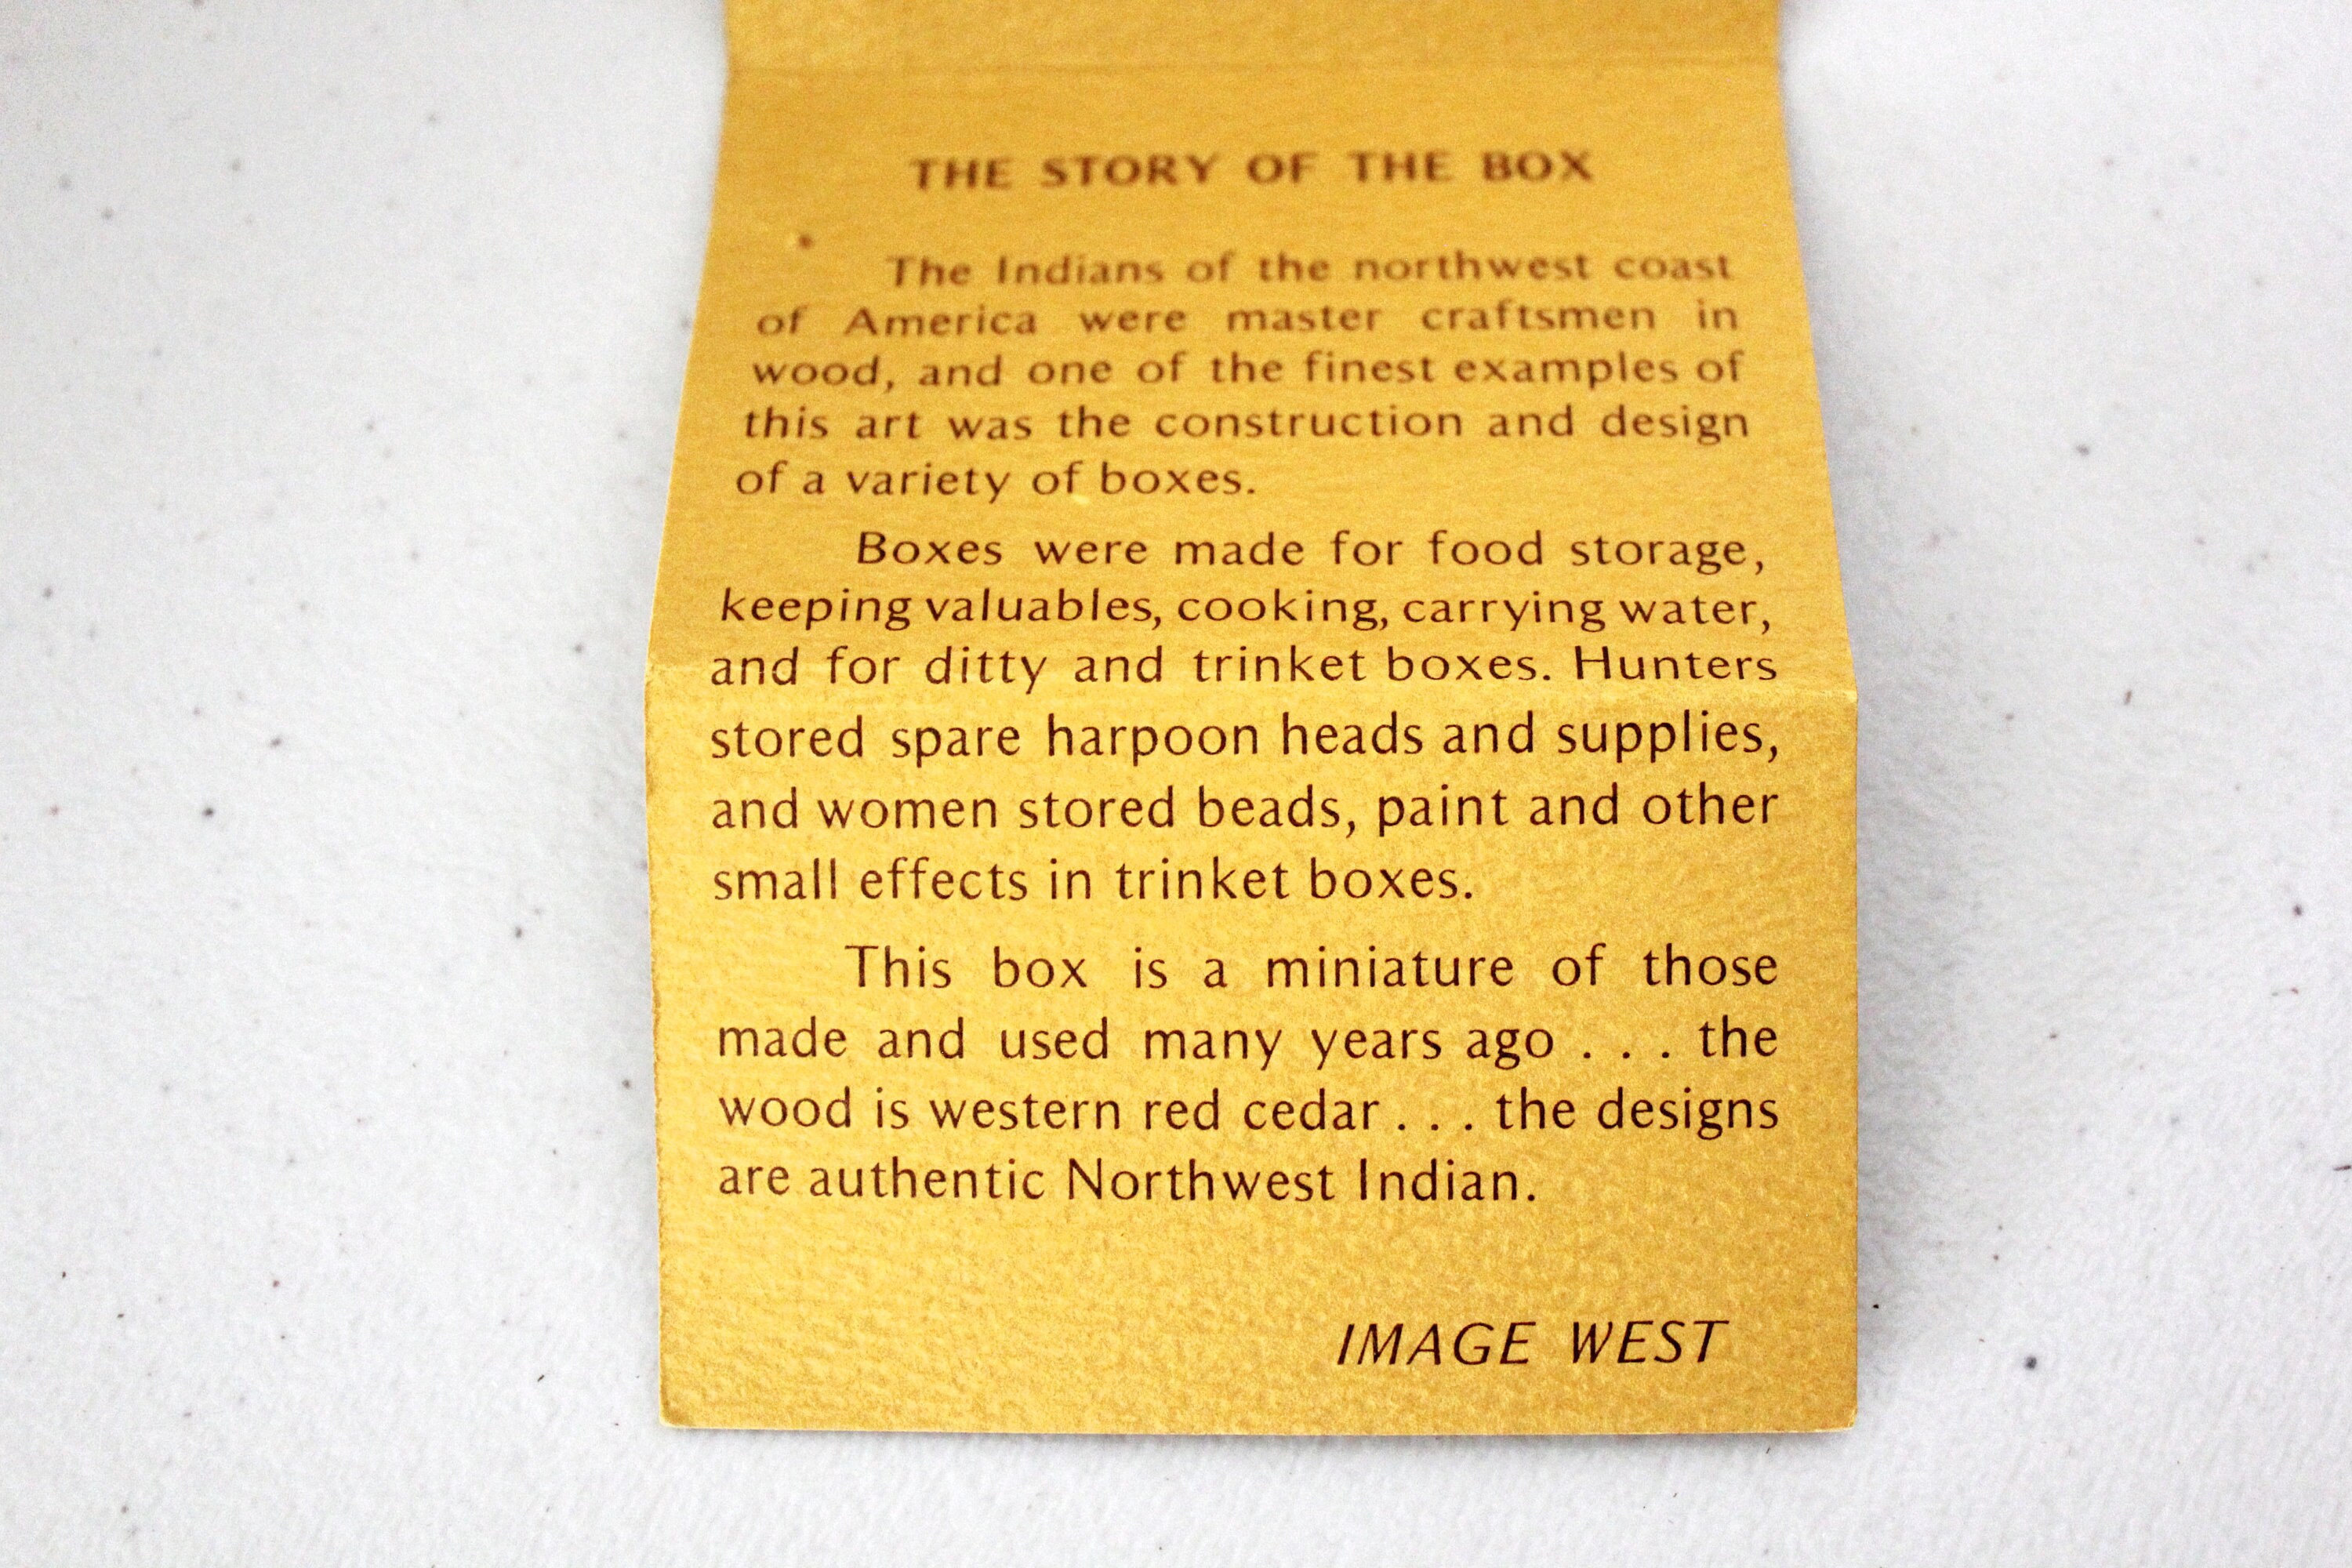 THE STORY OF THE BOX
The Indians of the northwest coast
of America were master craftsmen in
wood, and one of the finest examples of
this art was the construction and design
of a variety of boxes.
Boxes were made for food storage,
keeping valuables, cooking, carrying water,
and for ditty and trinket boxes. Hunters
stored spare harpoon heads and supplies,
and women stored beads, paint and other
small effects in trinket boxes.
This box is a miniature of those
made and used many years ago . . . the
wood is western red cedar . . . the designs
are authentic Northwest Indian.
IMAGE WEST